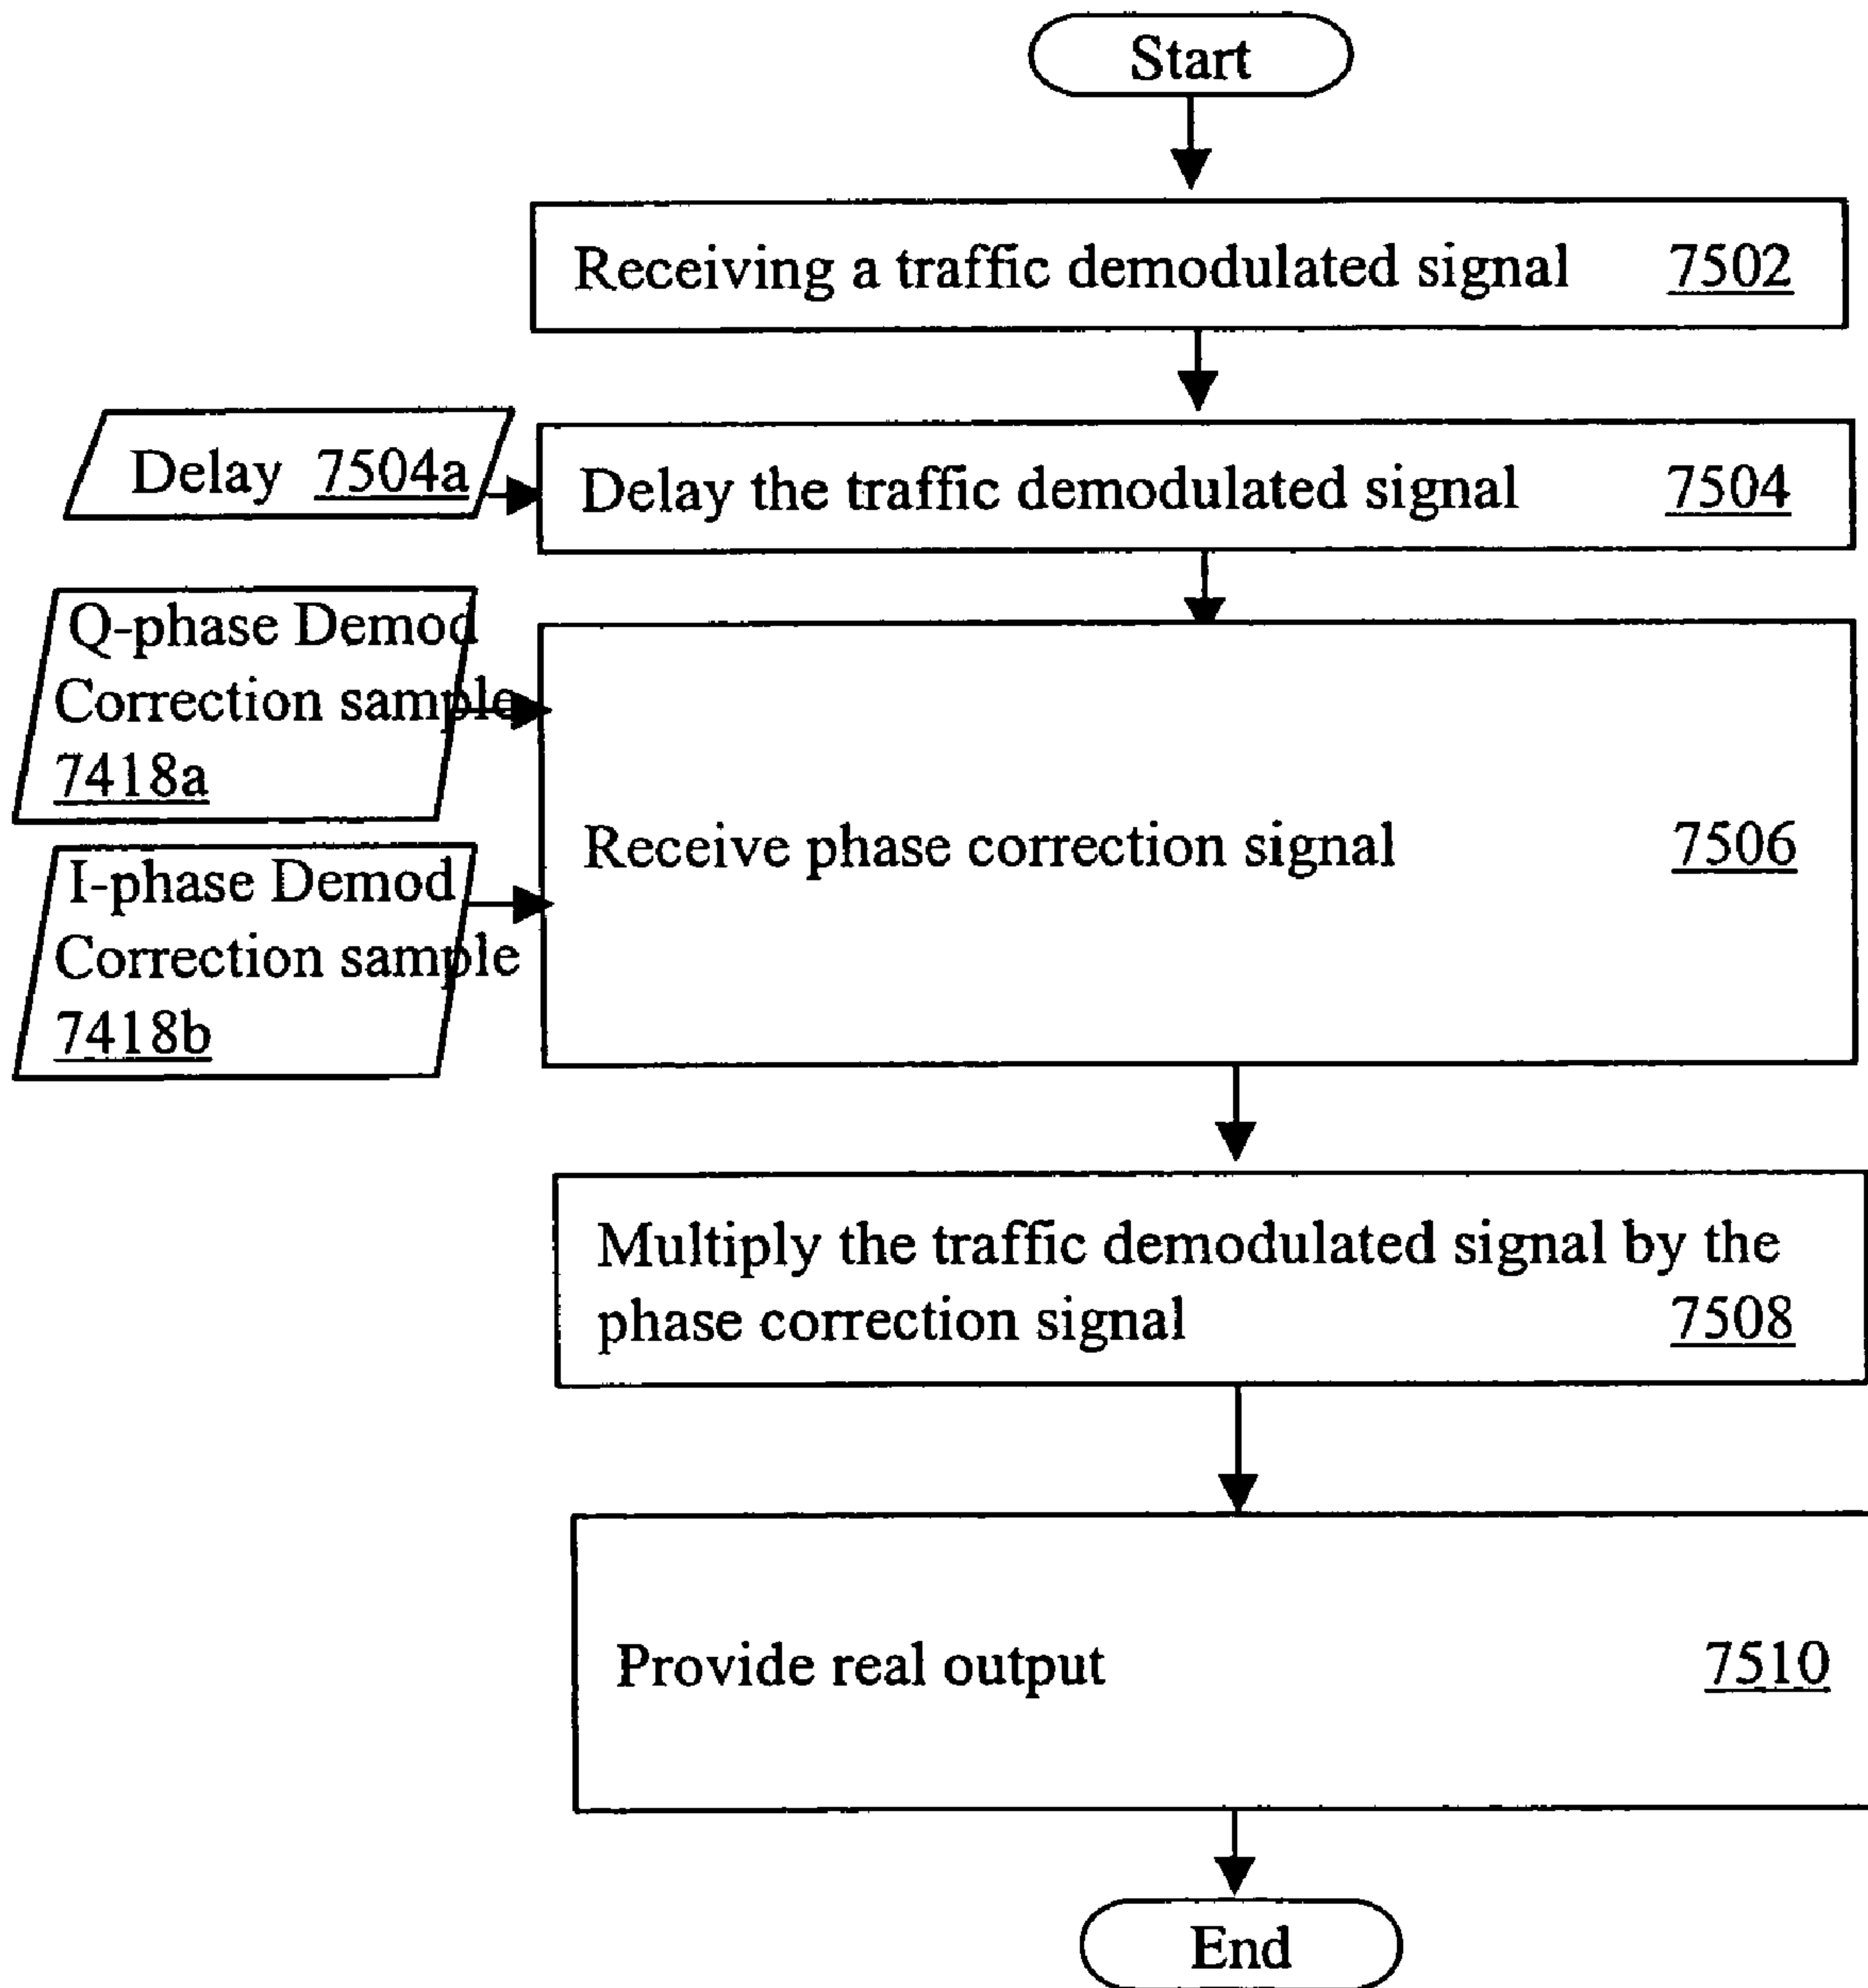 Start
Receiving a traffic demodulated signal 7502
Delay 7504a
Delay the traffic demodulated signal 7504
Q-phase Demod
Correction sample
7418a
Receive phase correction signal 7506
I-phase Demod
Correction sample
7418b
Multiply the traffic demodulated signal by the
phase correction signal 7508
Provide real output 7510
End